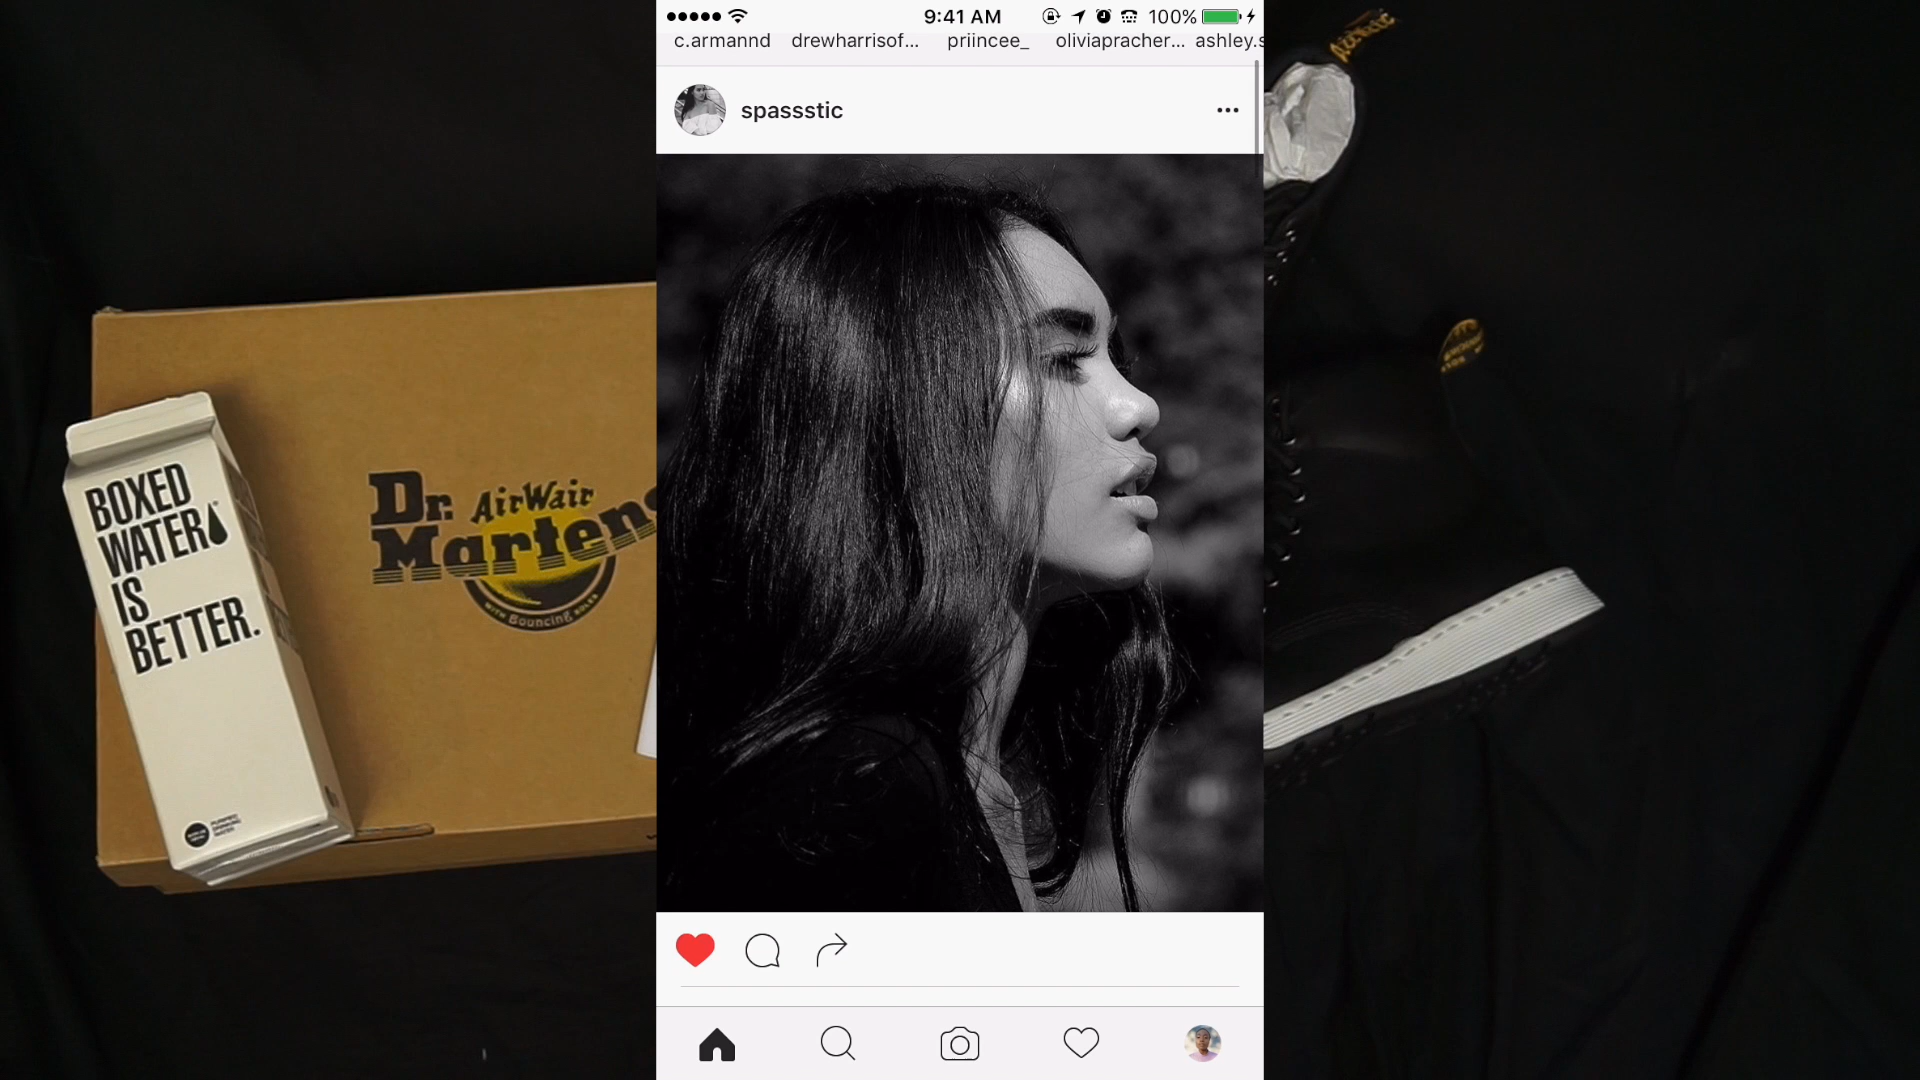 9:41 AM
100%
c.armannd
drewharrisof...
priincee_
oliviapracher...
ashley.s
spassstic
BOXED
WATER
IS
BETTER.
Dr. AirWair
Martens
WITH Bouncing SOLES